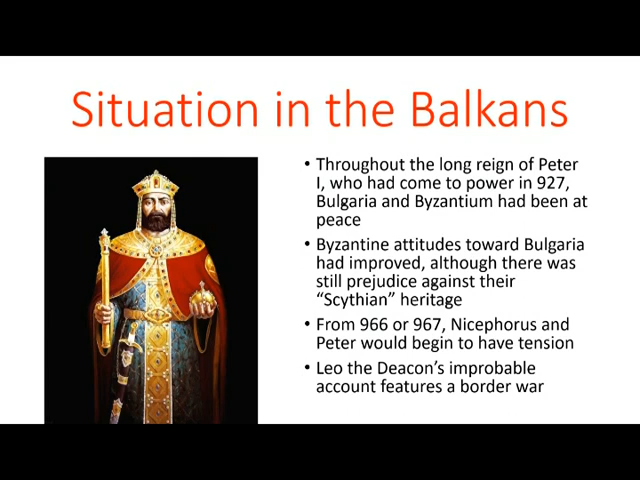 Situation in the Balkans
• Throughout the long reign of Peter
I, who had come to power in 927,
Bulgaria and Byzantium had been at
peace
• Byzantine attitudes toward Bulgaria
had improved, although there was
still prejudice against their
“Scythian” heritage
• From 966 or 967, Nicephorus and
Peter would begin to have tension
• Leo the Deacon’s improbable
account features a border war